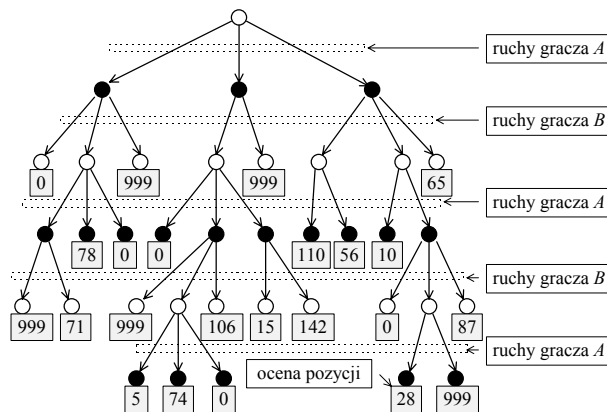 ruchy gracza A
ruchy gracza B
0 999 999 65
ruchy gracza A
78 0 0 110 56 10
ruchy gracza B
999 71 999 106 15 142 0 87
ruchy gracza A
ocena pozycji
5 74 0 28 999